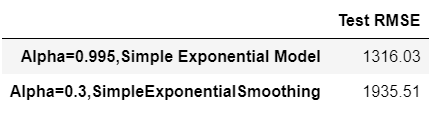 Test RMSE
Alpha=0.995,Simple Exponential Model 1316.03
Alpha=0.3,SimpleExponentialSmoothing 1935.51